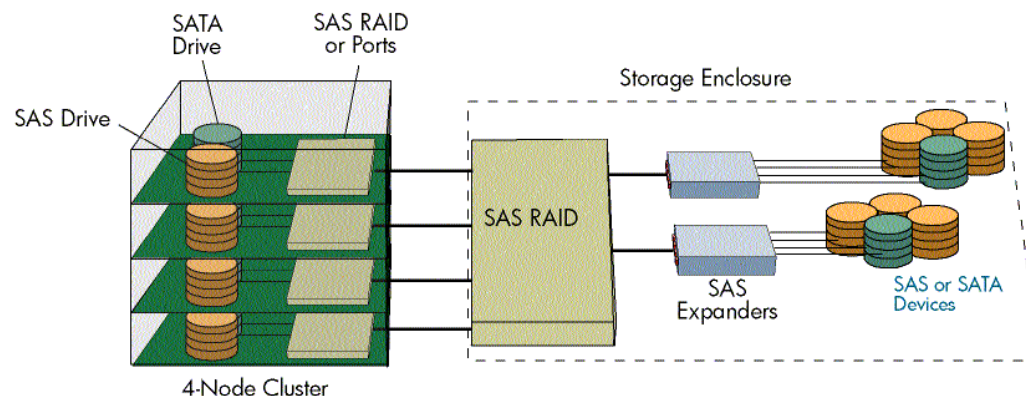 SATA
Drive
SAS RAID
or Ports
SAS Drive
Storage Enclosure
SAS RAID
SAS
Expanders
SAS or SATA
Devices
4-Node Cluster